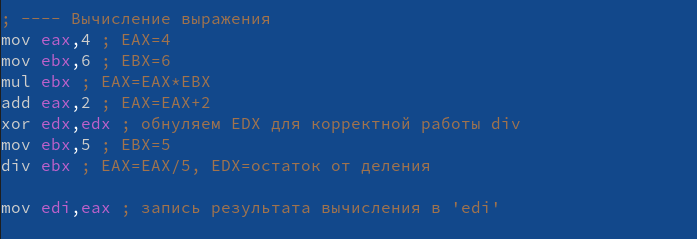 ; ---- Вычисление выражения
mov eax,4 ; EAX=4
mov ebx,6 ; EBX=6
mul ebx ; EAX=EAX*EBX
add eax,2 ; EAX=EAX+2
xor edx,edx ; обнуляем EDX для корректной работы div
mov ebx,5 ; EBX=5
div ebx ; EAX=EAX/5, EDX=остаток от деления
mov edi,eax ; запись результата вычисления в 'edi'